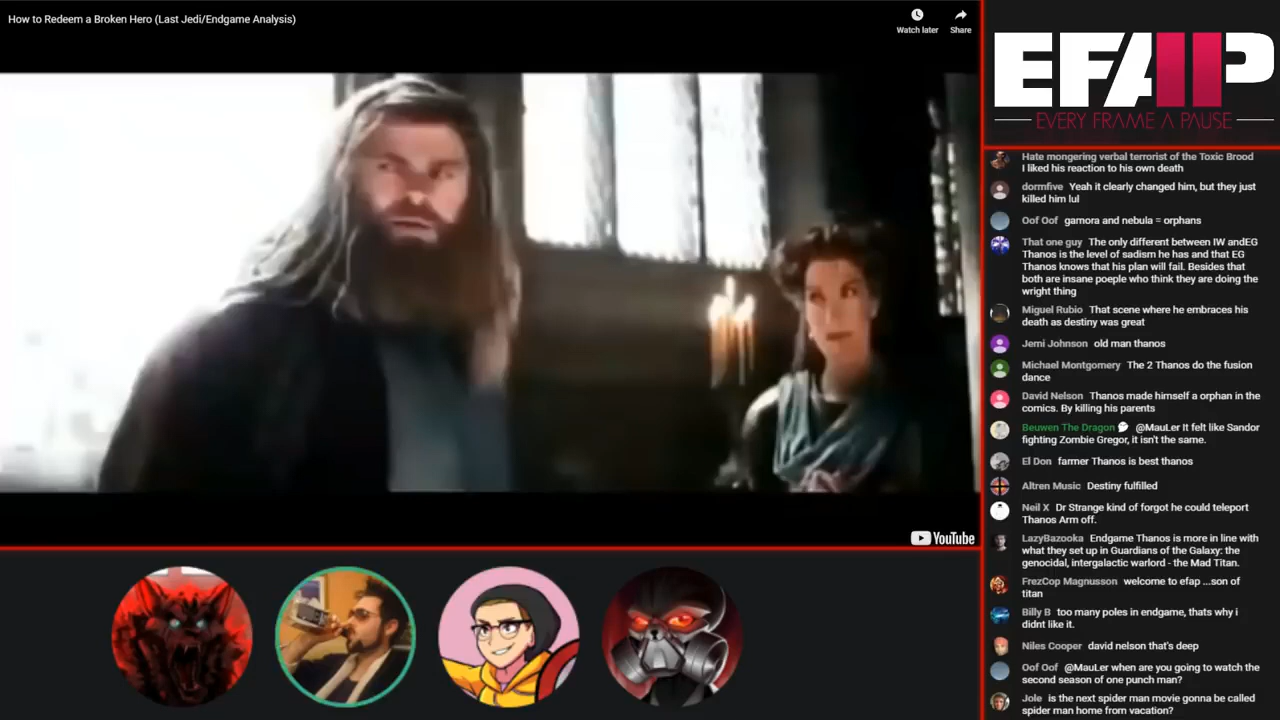 How to Redeem a Broken Hero (Last Jedi/Endgame Analysis)
Watch later
Share
YouTube
EFAP
EVERY FRAME A PAUSE
Hate mongering verbal terrorist of the Toxic Brood
I liked his reaction to his own death
dormfive Yeah it clearly changed him, but they just
killed him lul
Oof Oof gamora and nebula = orphans
That one guy The only different between IW andEG
Thanos is the level of sadism he has and that EG
Thanos knows that his plan will fail. Besides that
both are insane poeple who think they are doing the
wright thing
Miguel Rubio That scene where he embraces his
death as destiny was great
Jemi Johnson old man thanos
Michael Montgomery The 2 Thanos do the fusion
dance
David Nelson Thanos made himself a orphan in the
comics. By killing his parents
Beuwen The Dragon @MauLer It felt like Sandor
fighting Zombie Gregor, it isn't the same.
El Don farmer Thanos is best thanos
Altren Music Destiny fulfilled
Neil X Dr Strange kind of forgot he could teleport
Thanos Arm off.
LazyBazooka Endgame Thanos is more in line with
what they set up in Guardians of the Galaxy: the
genocidal, intergalactic warlord - the Mad Titan.
FrezCop Magnusson welcome to efap ...son of
titan
Billy B too many poles in endgame, thats why i
didnt like it.
Niles Cooper david nelson that's deep
Oof Oof @MauLer when are you going to watch the
second season of one punch man?
Jole is the next spider man movie gonna be called
spider man home from vacation?